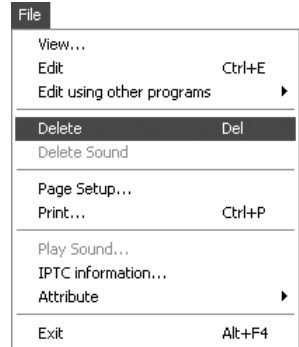 File
View...
Edit Ctrl+E
Edit using other programs
Delete Del
Delete Sound
Page Setup...
Print... Ctrl+P
Play Sound...
IPTC information...
Attribute
Exit Alt+F4